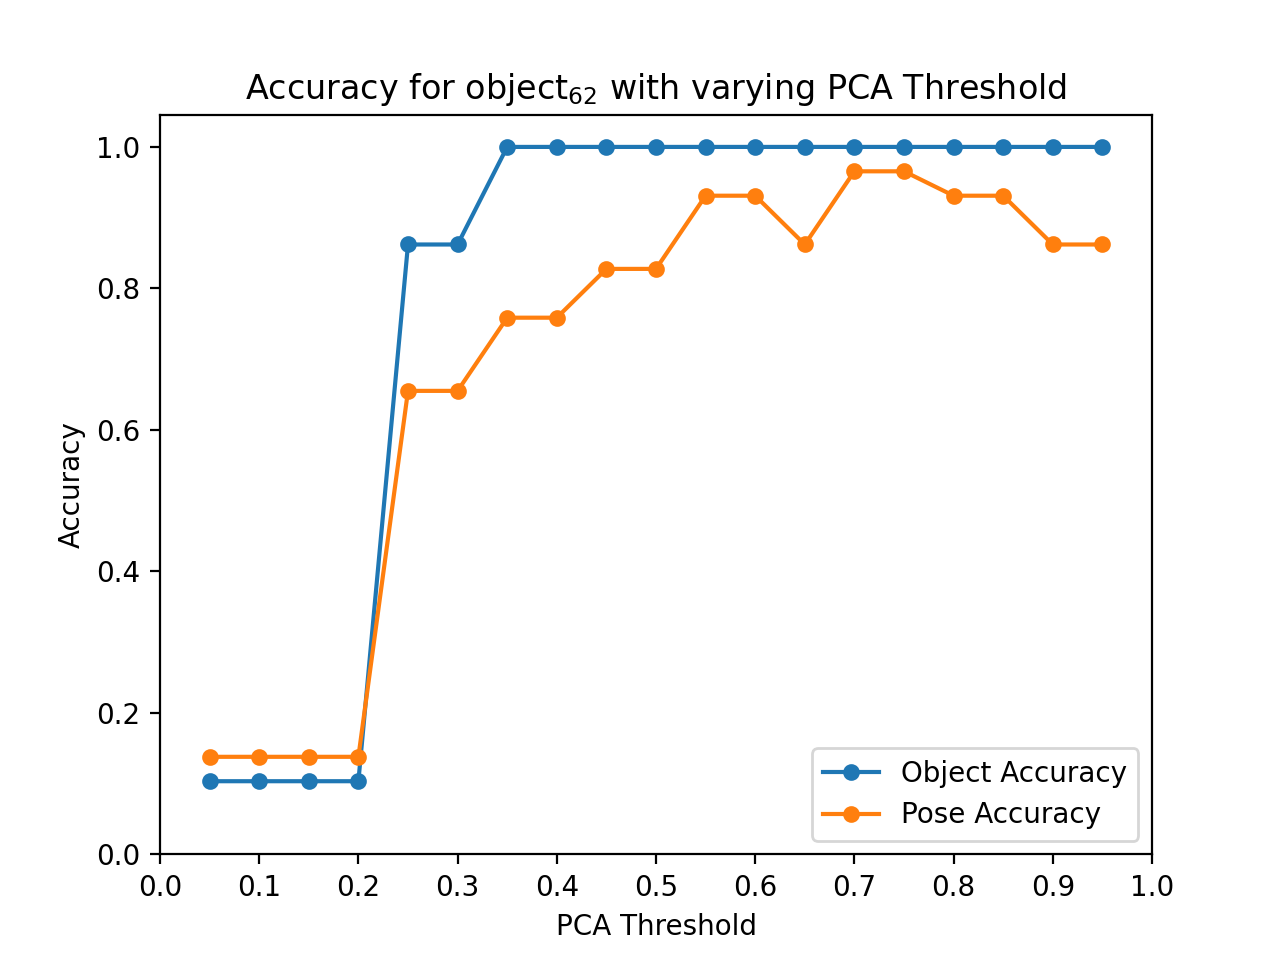 Accuracy for object₆₂ with varying PCA Threshold
1.0
0.8
0.6
0.4
0.2
0.0
Accuracy
Object Accuracy
Pose Accuracy
0.0 0.1 0.2 0.3 0.4 0.5 0.6 0.7 0.8 0.9 1.0
PCA Threshold